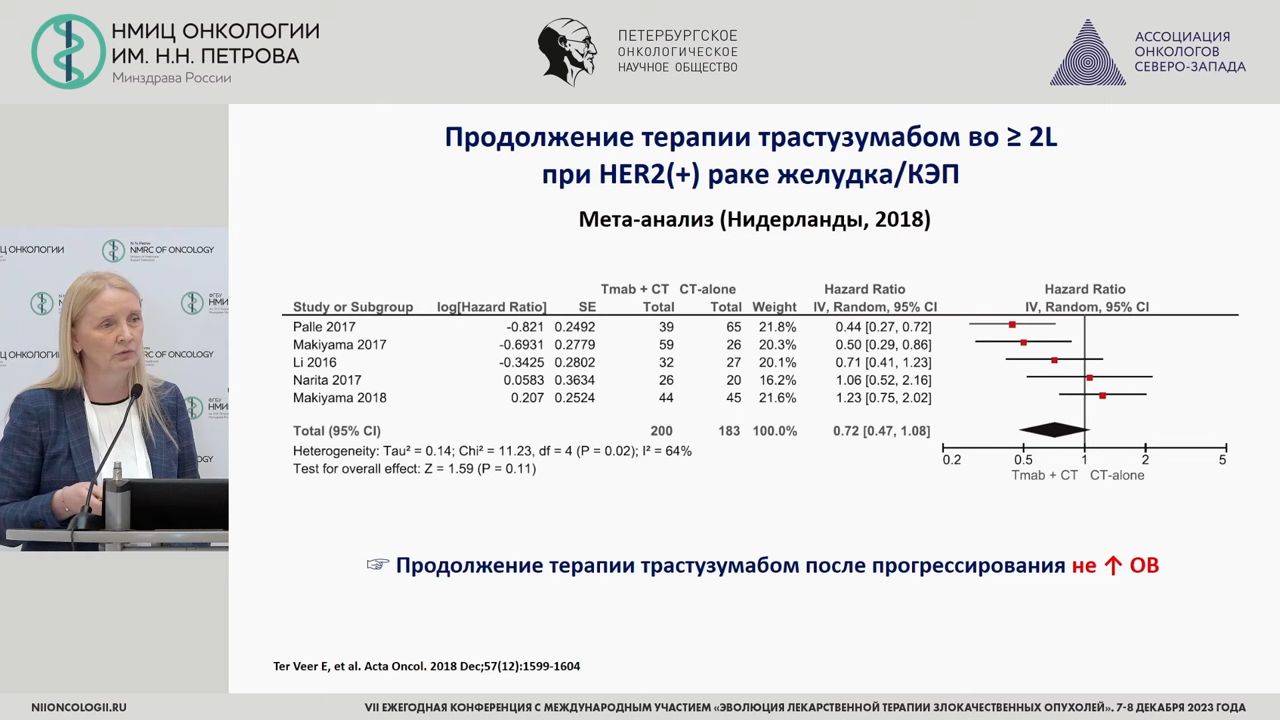 НМИЦ ОНКОЛОГИИ
ИМ. Н.Н. ПЕТРОВА
Минздрава России
ПЕТЕРБУРГСКОЕ
ОНКОЛОГИЧЕСКОЕ
НАУЧНОЕ ОБЩЕСТВО
АССОЦИАЦИЯ
ОНКОЛОГОВ
СЕВЕРО-ЗАПАДА
Продолжение терапии трастузумабом во ≥ 2L
при HER2(+) раке желудка/КЭП
Мета-анализ (Нидерланды, 2018)
Tmab + CT CT-alone Hazard Ratio Hazard Ratio
Study or Subgroup log[Hazard Ratio] SE Total Total Weight IV, Random, 95% CI IV, Random, 95% CI
Palle 2017 -0.821 0.2492 39 65 21.8% 0.44 [0.27, 0.72]
Makiyama 2017 -0.6931 0.2779 59 26 20.3% 0.50 [0.29, 0.86]
Li 2016 -0.3425 0.2802 32 27 20.1% 0.71 [0.41, 1.23]
Narita 2017 0.0583 0.3634 26 20 16.2% 1.06 [0.52, 2.16]
Makiyama 2018 0.207 0.2524 44 45 21.6% 1.23 [0.75, 2.02]
Total (95% CI) 200 183 100.0% 0.72 [0.47, 1.08]
Heterogeneity: Tau² = 0.14; Chi² = 11.23, df = 4 (P = 0.02); I² = 64%
Test for overall effect: Z = 1.59 (P = 0.11)
0.2 0.5 1 2 5
Tmab + CT CT-alone
☞ Продолжение терапии трастузумабом после прогрессирования не ↑ ОВ
Ter Veer E, et al. Acta Oncol. 2018 Dec;57(12):1599-1604
Ц ОНКОЛОГИИ
NMRC OF ONCOLOGY
ФГБУ
НМИ
ОНКОЛОГИИ
OGY
ФГБУ
НМИ
OGY
NIIONCOLOGII.RU
VII ЕЖЕГОДНАЯ КОНФЕРЕНЦИЯ С МЕЖДУНАРОДНЫМ УЧАСТИЕМ «ЭВОЛЮЦИЯ ЛЕКАРСТВЕННОЙ ТЕРАПИИ ЗЛОКАЧЕСТВЕННЫХ ОПУХОЛЕЙ». 7-8 ДЕКАБРЯ 2023 ГОДА